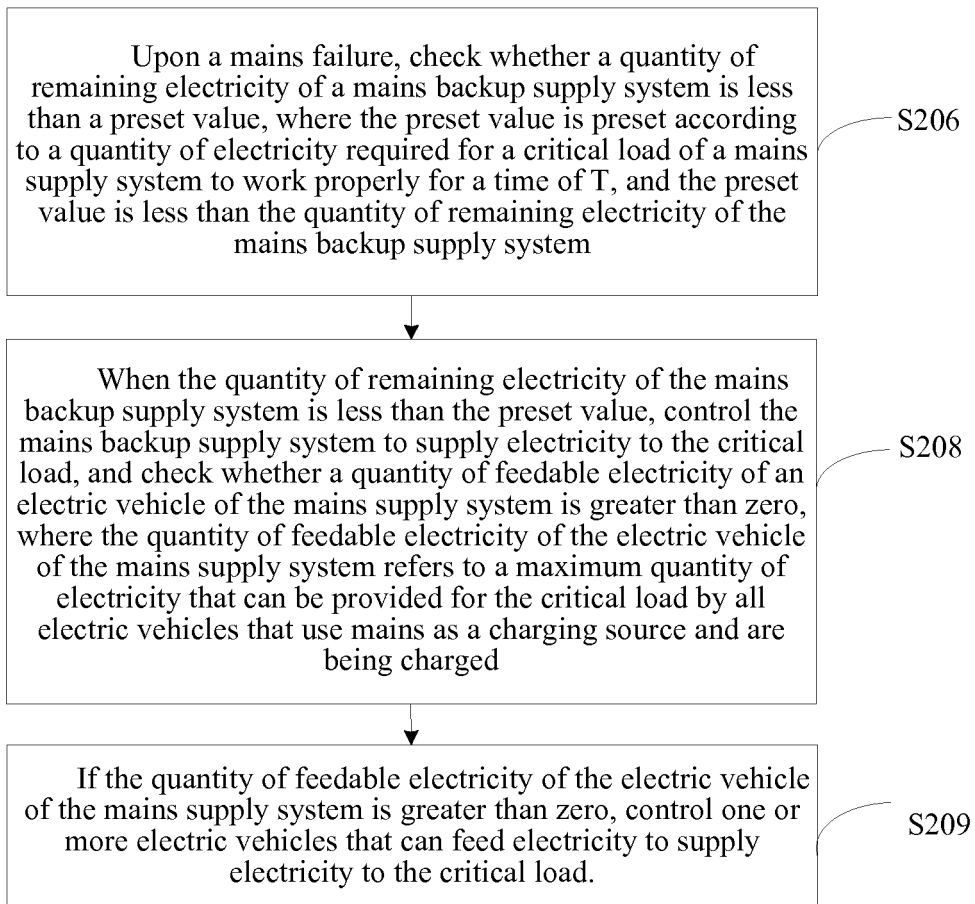 Upon a mains failure, check whether a quantity of
remaining electricity of a mains backup supply system is less
than a preset value, where the preset value is preset according
to a quantity of electricity required for a critical load of a mains
supply system to work properly for a time of T, and the preset
value is less than the quantity of remaining electricity of the
mains backup supply system
S206
When the quantity of remaining electricity of the mains
backup supply system is less than the preset value, control the
mains backup supply system to supply electricity to the critical
load, and check whether a quantity of feedable electricity of an
electric vehicle of the mains supply system is greater than zero,
where the quantity of feedable electricity of the electric vehicle
of the mains supply system refers to a maximum quantity of
electricity that can be provided for the critical load by all
electric vehicles that use mains as a charging source and are
being charged
S208
If the quantity of feedable electricity of the electric vehicle
of the mains supply system is greater than zero, control one or
more electric vehicles that can feed electricity to supply
electricity to the critical load.
S209